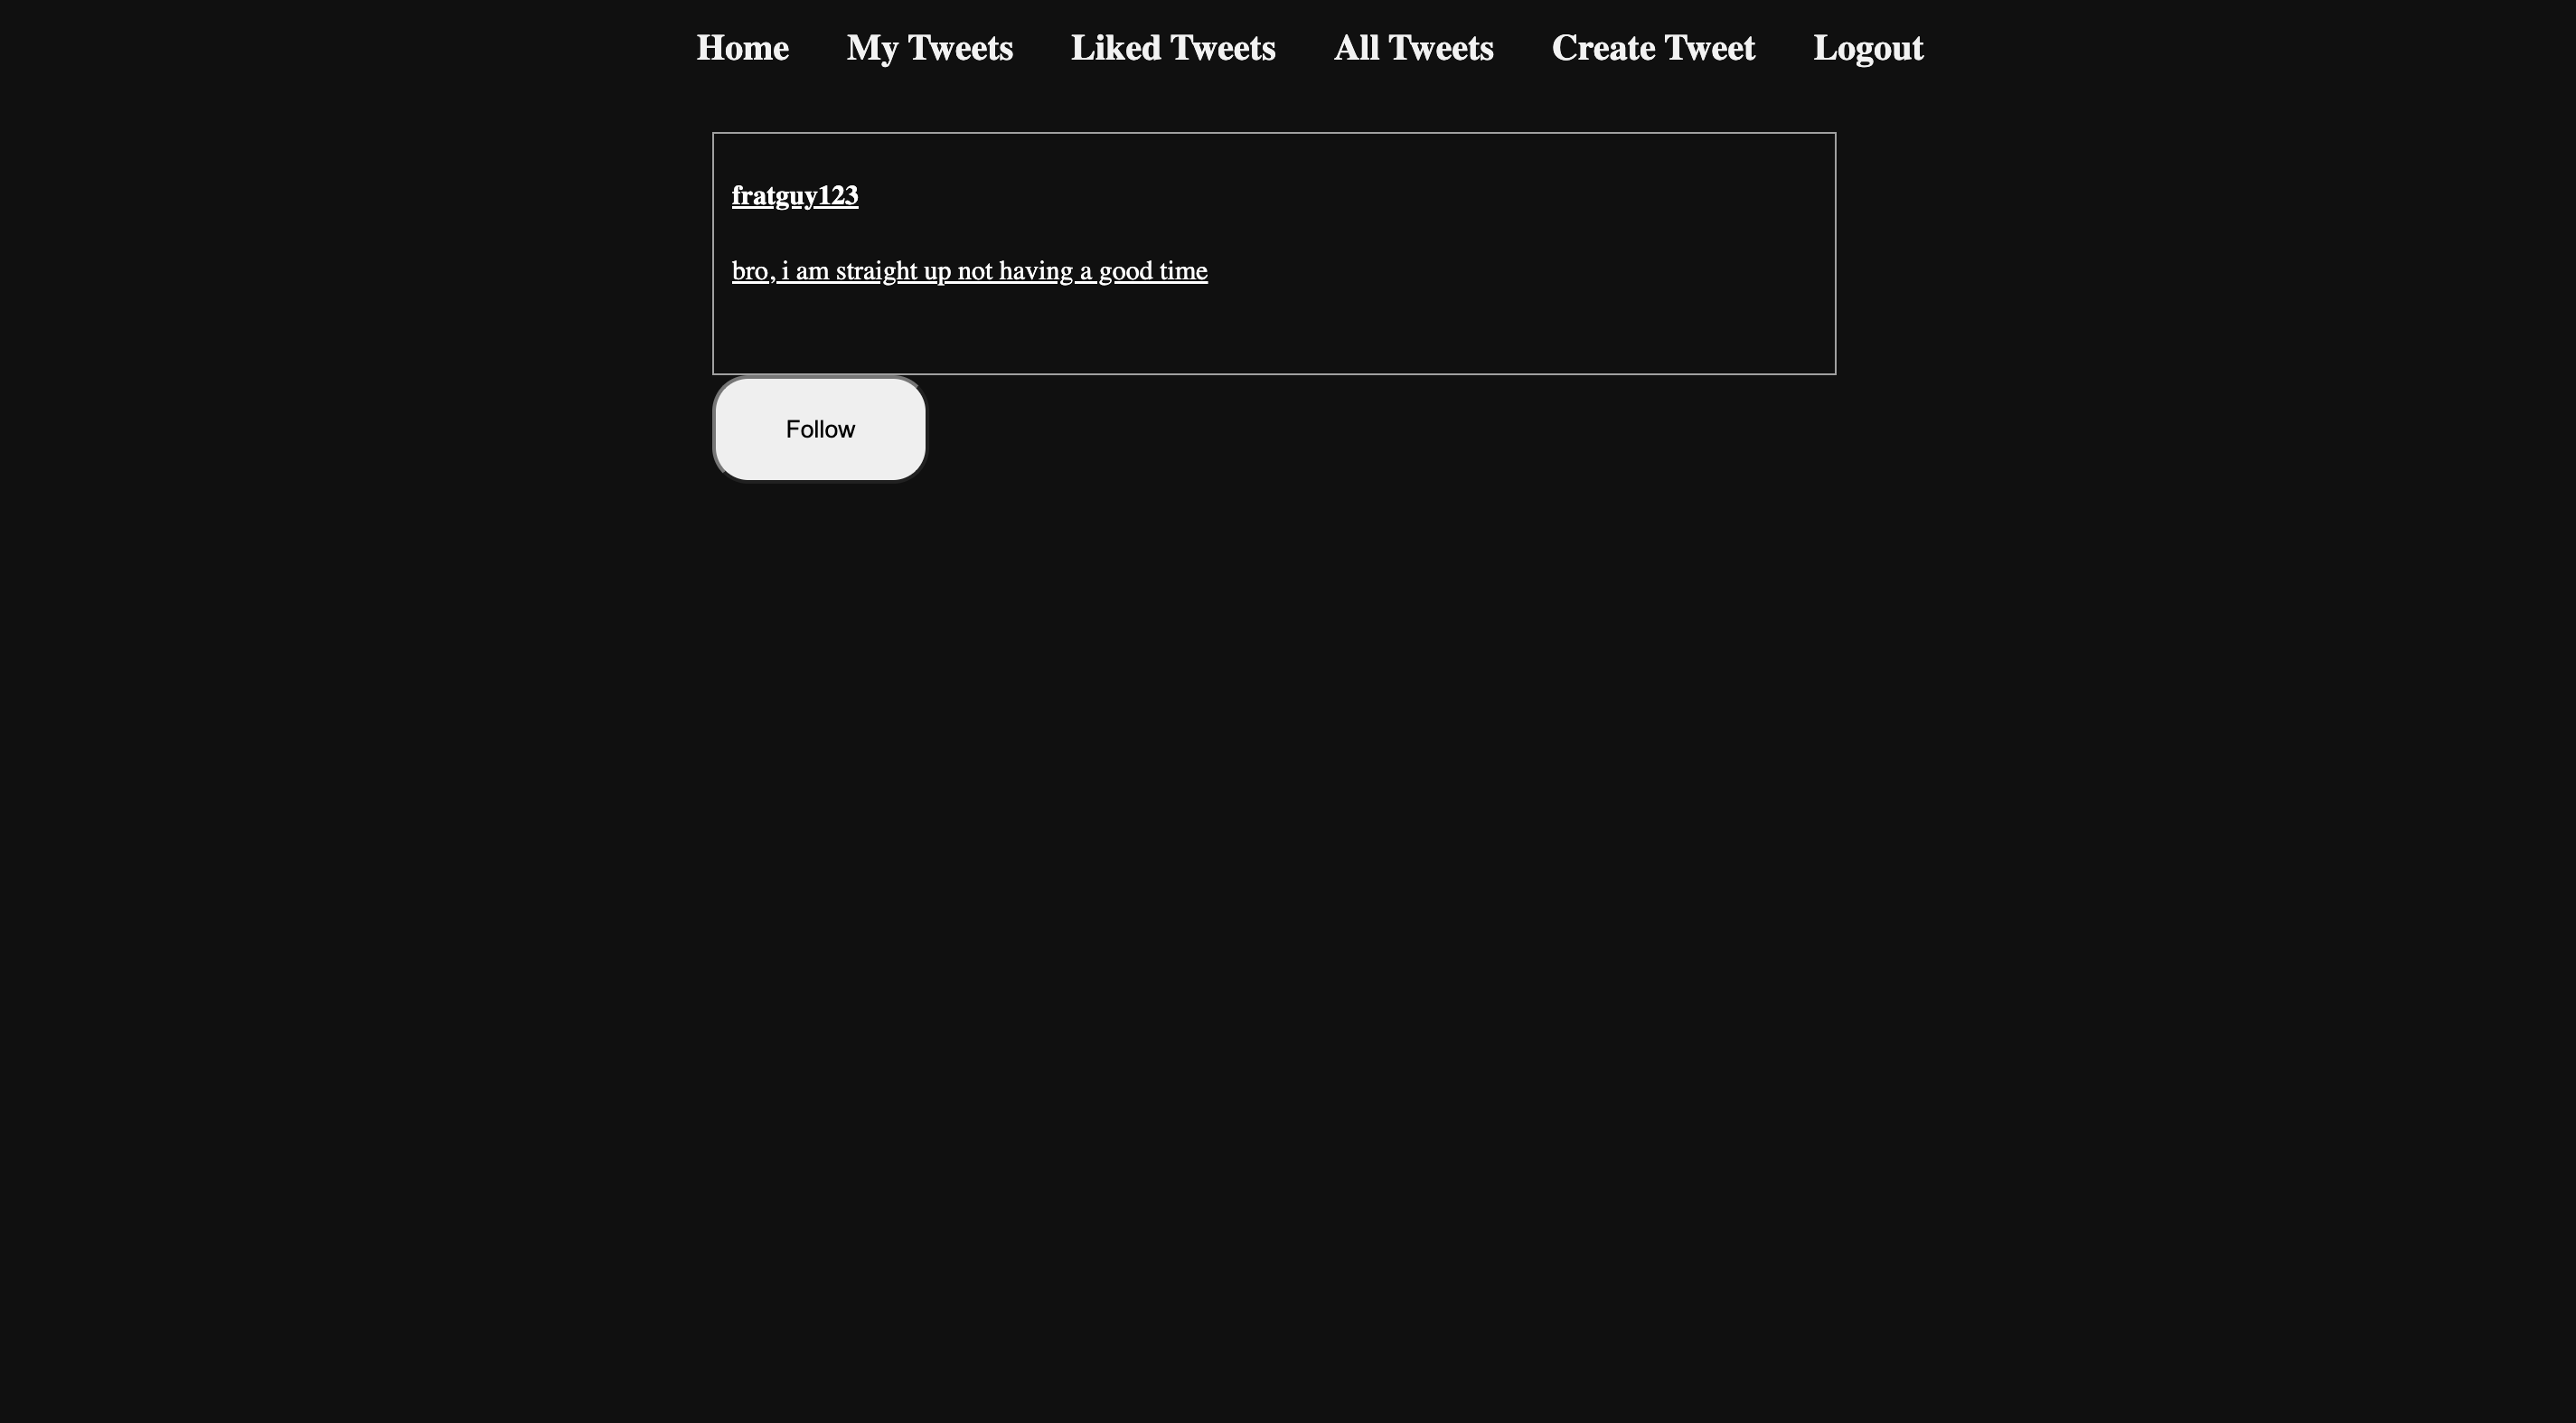 Home My Tweets Liked Tweets All Tweets Create Tweet Logout
fratguy123
bro, i am straight up not having a good time
Follow